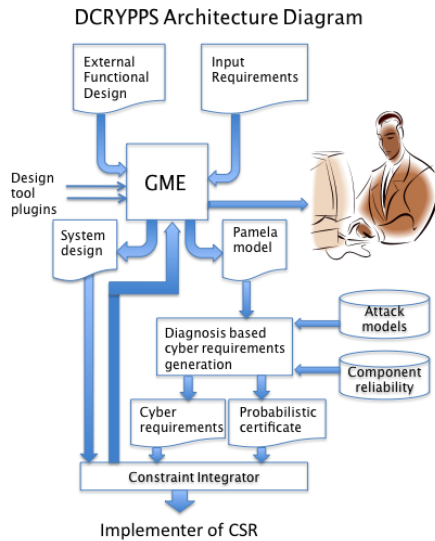 DCRYPPS Architecture Diagram
External
Functional
Design
Input
Requirements
Design
tool
plugins
GME
System
design
Pamela
model
Diagnosis based
cyber requirements
generation
Attack
models
Component
reliability
Cyber
requirements
Probabilistic
certificate
Constraint Integrator
Implementer of CSR